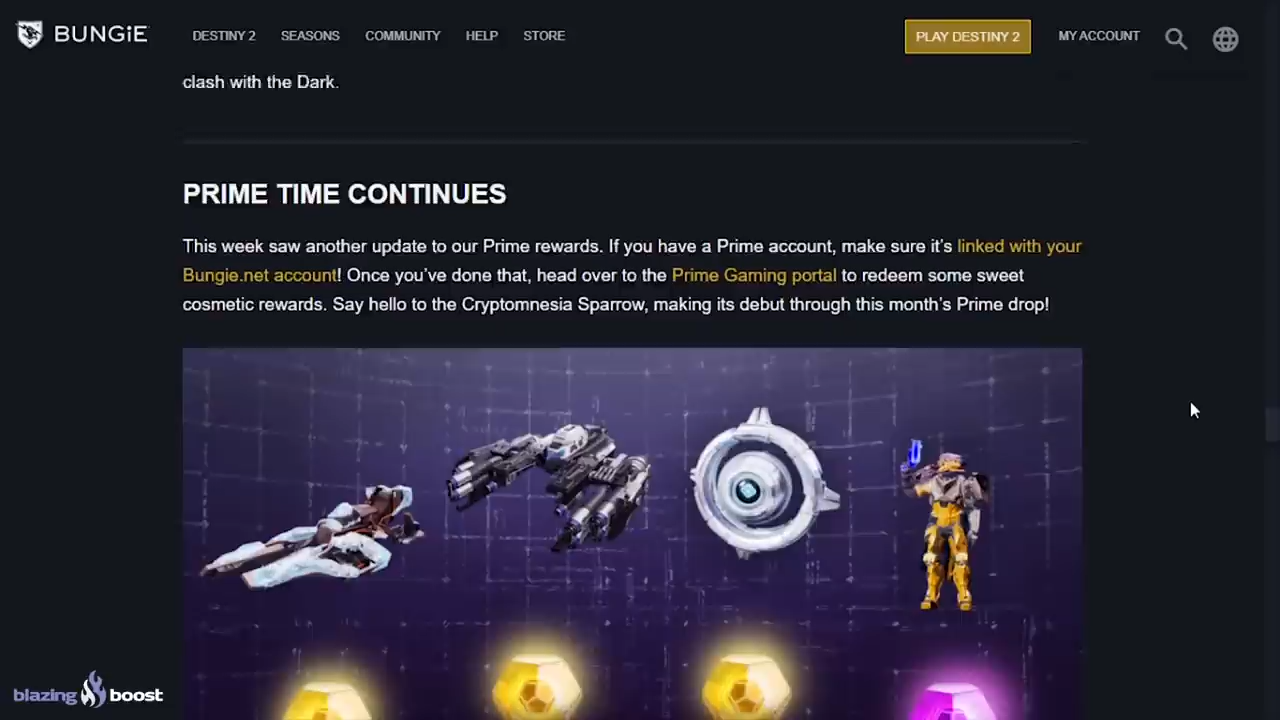 BUNGiE
DESTINY 2 SEASONS COMMUNITY HELP STORE
PLAY DESTINY 2 MY ACCOUNT
clash with the Dark.
PRIME TIME CONTINUES
This week saw another update to our Prime rewards. If you have a Prime account, make sure it’s linked with your
Bungie.net account! Once you’ve done that, head over to the Prime Gaming portal to redeem some sweet
cosmetic rewards. Say hello to the Cryptomnesia Sparrow, making its debut through this month’s Prime drop!
blazing boost